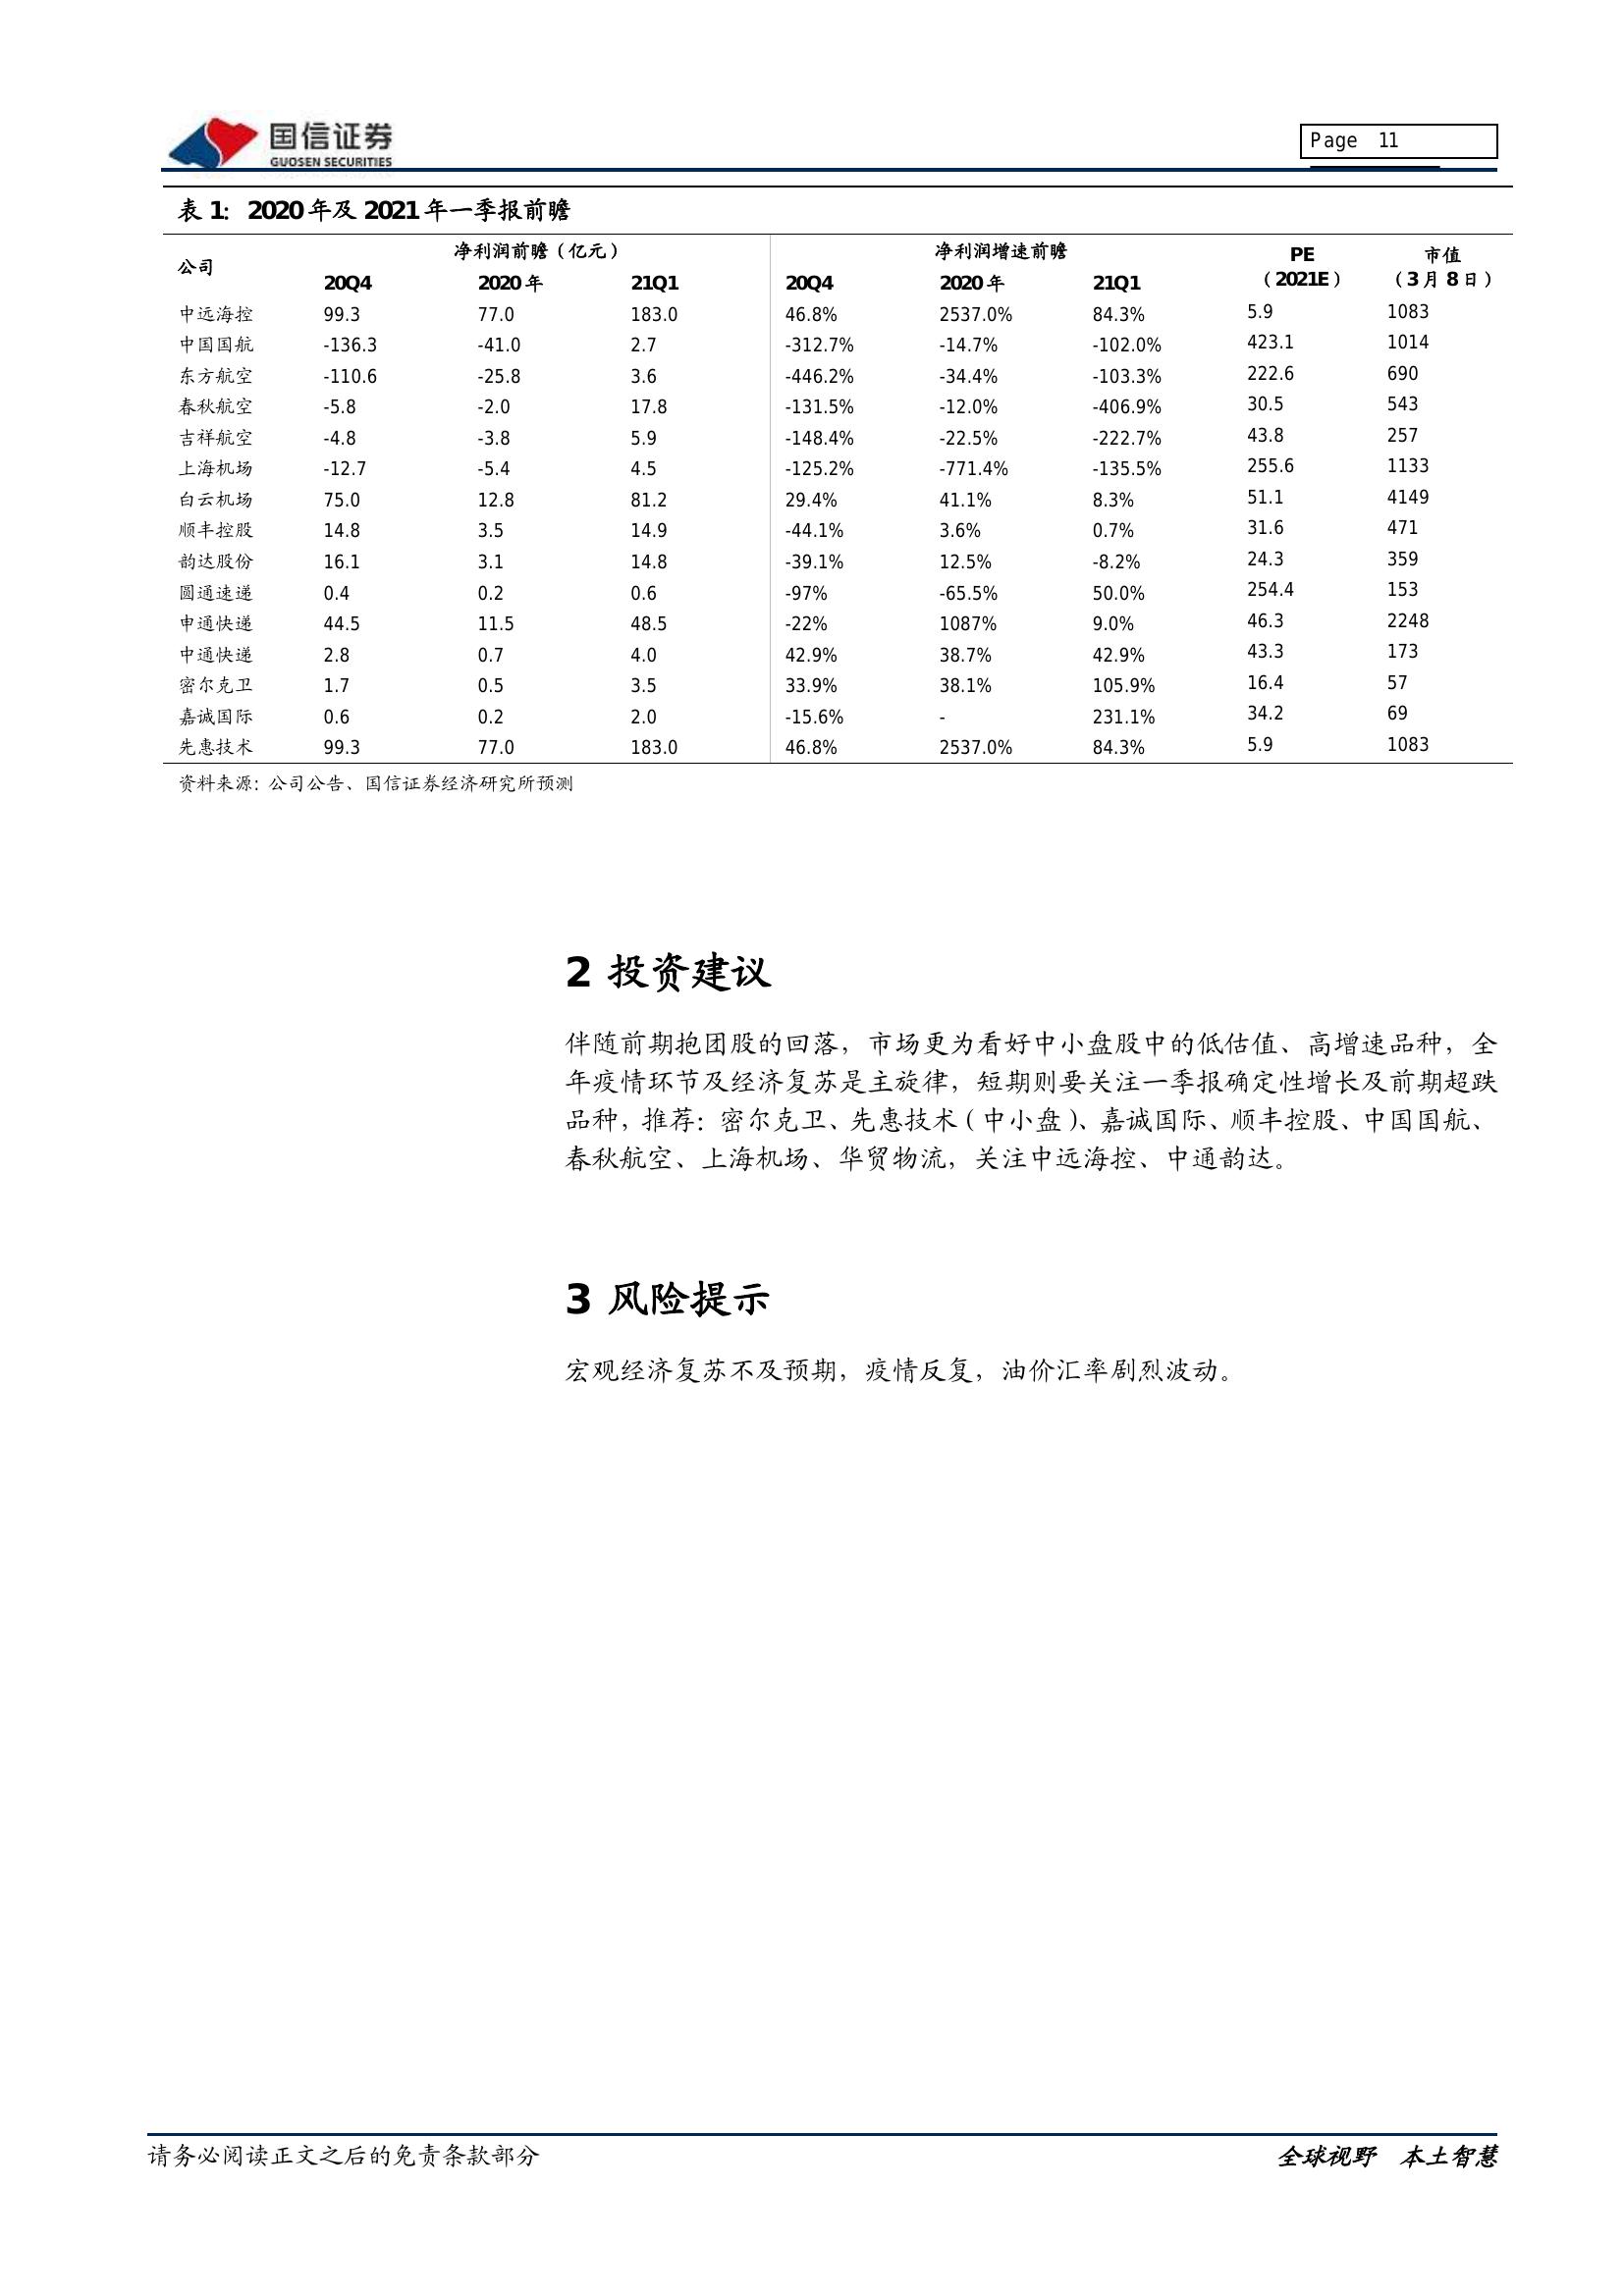 国信证券
GUOSEN SECURITIES
Page 11
表 1: 2020 年及 2021 年一季报前瞻
公司 净利润前瞻（亿元） 净利润增速前瞻 PE（2021E） 市值（3 月 8 日）
20Q4 2020 年 21Q1 20Q4 2020 年 21Q1
中远海控 99.3 77.0 183.0 46.8% 2537.0% 84.3% 5.9 1083
中国国航 -136.3 -41.0 2.7 -312.7% -14.7% -102.0% 423.1 1014
东方航空 -110.6 -25.8 3.6 -446.2% -34.4% -103.3% 222.6 690
春秋航空 -5.8 -2.0 17.8 -131.5% -12.0% -406.9% 30.5 543
吉祥航空 -4.8 -3.8 5.9 -148.4% -22.5% -222.7% 43.8 257
上海机场 -12.7 -5.4 4.5 -125.2% -771.4% -135.5% 255.6 1133
白云机场 75.0 12.8 81.2 29.4% 41.1% 8.3% 51.1 4149
顺丰控股 14.8 3.5 14.9 -44.1% 3.6% 0.7% 31.6 471
韵达股份 16.1 3.1 14.8 -39.1% 12.5% -8.2% 24.3 359
圆通速递 0.4 0.2 0.6 -97% -65.5% 50.0% 254.4 153
申通快递 44.5 11.5 48.5 -22% 1087% 9.0% 46.3 2248
中通快递 2.8 0.7 4.0 42.9% 38.7% 42.9% 43.3 173
密尔克卫 1.7 0.5 3.5 33.9% 38.1% 105.9% 16.4 57
嘉诚国际 0.6 0.2 2.0 -15.6% - 231.1% 34.2 69
先惠技术 99.3 77.0 183.0 46.8% 2537.0% 84.3% 5.9 1083
资料来源：公司公告、国信证券经济研究所预测
2 投资建议
伴随前期抱团股的回落，市场更为看好中小盘股中的低估值、高增速品种，全
年疫情环节及经济复苏是主旋律，短期则要关注一季报确定性增长及前期超跌
品种，推荐：密尔克卫、先惠技术（中小盘）、嘉诚国际、顺丰控股、中国国航、
春秋航空、上海机场、华贸物流，关注中远海控、中通韵达。
3 风险提示
宏观经济复苏不及预期，疫情反复，油价汇率剧烈波动。
请务必阅读正文之后的免责条款部分 全球视野 本土智慧